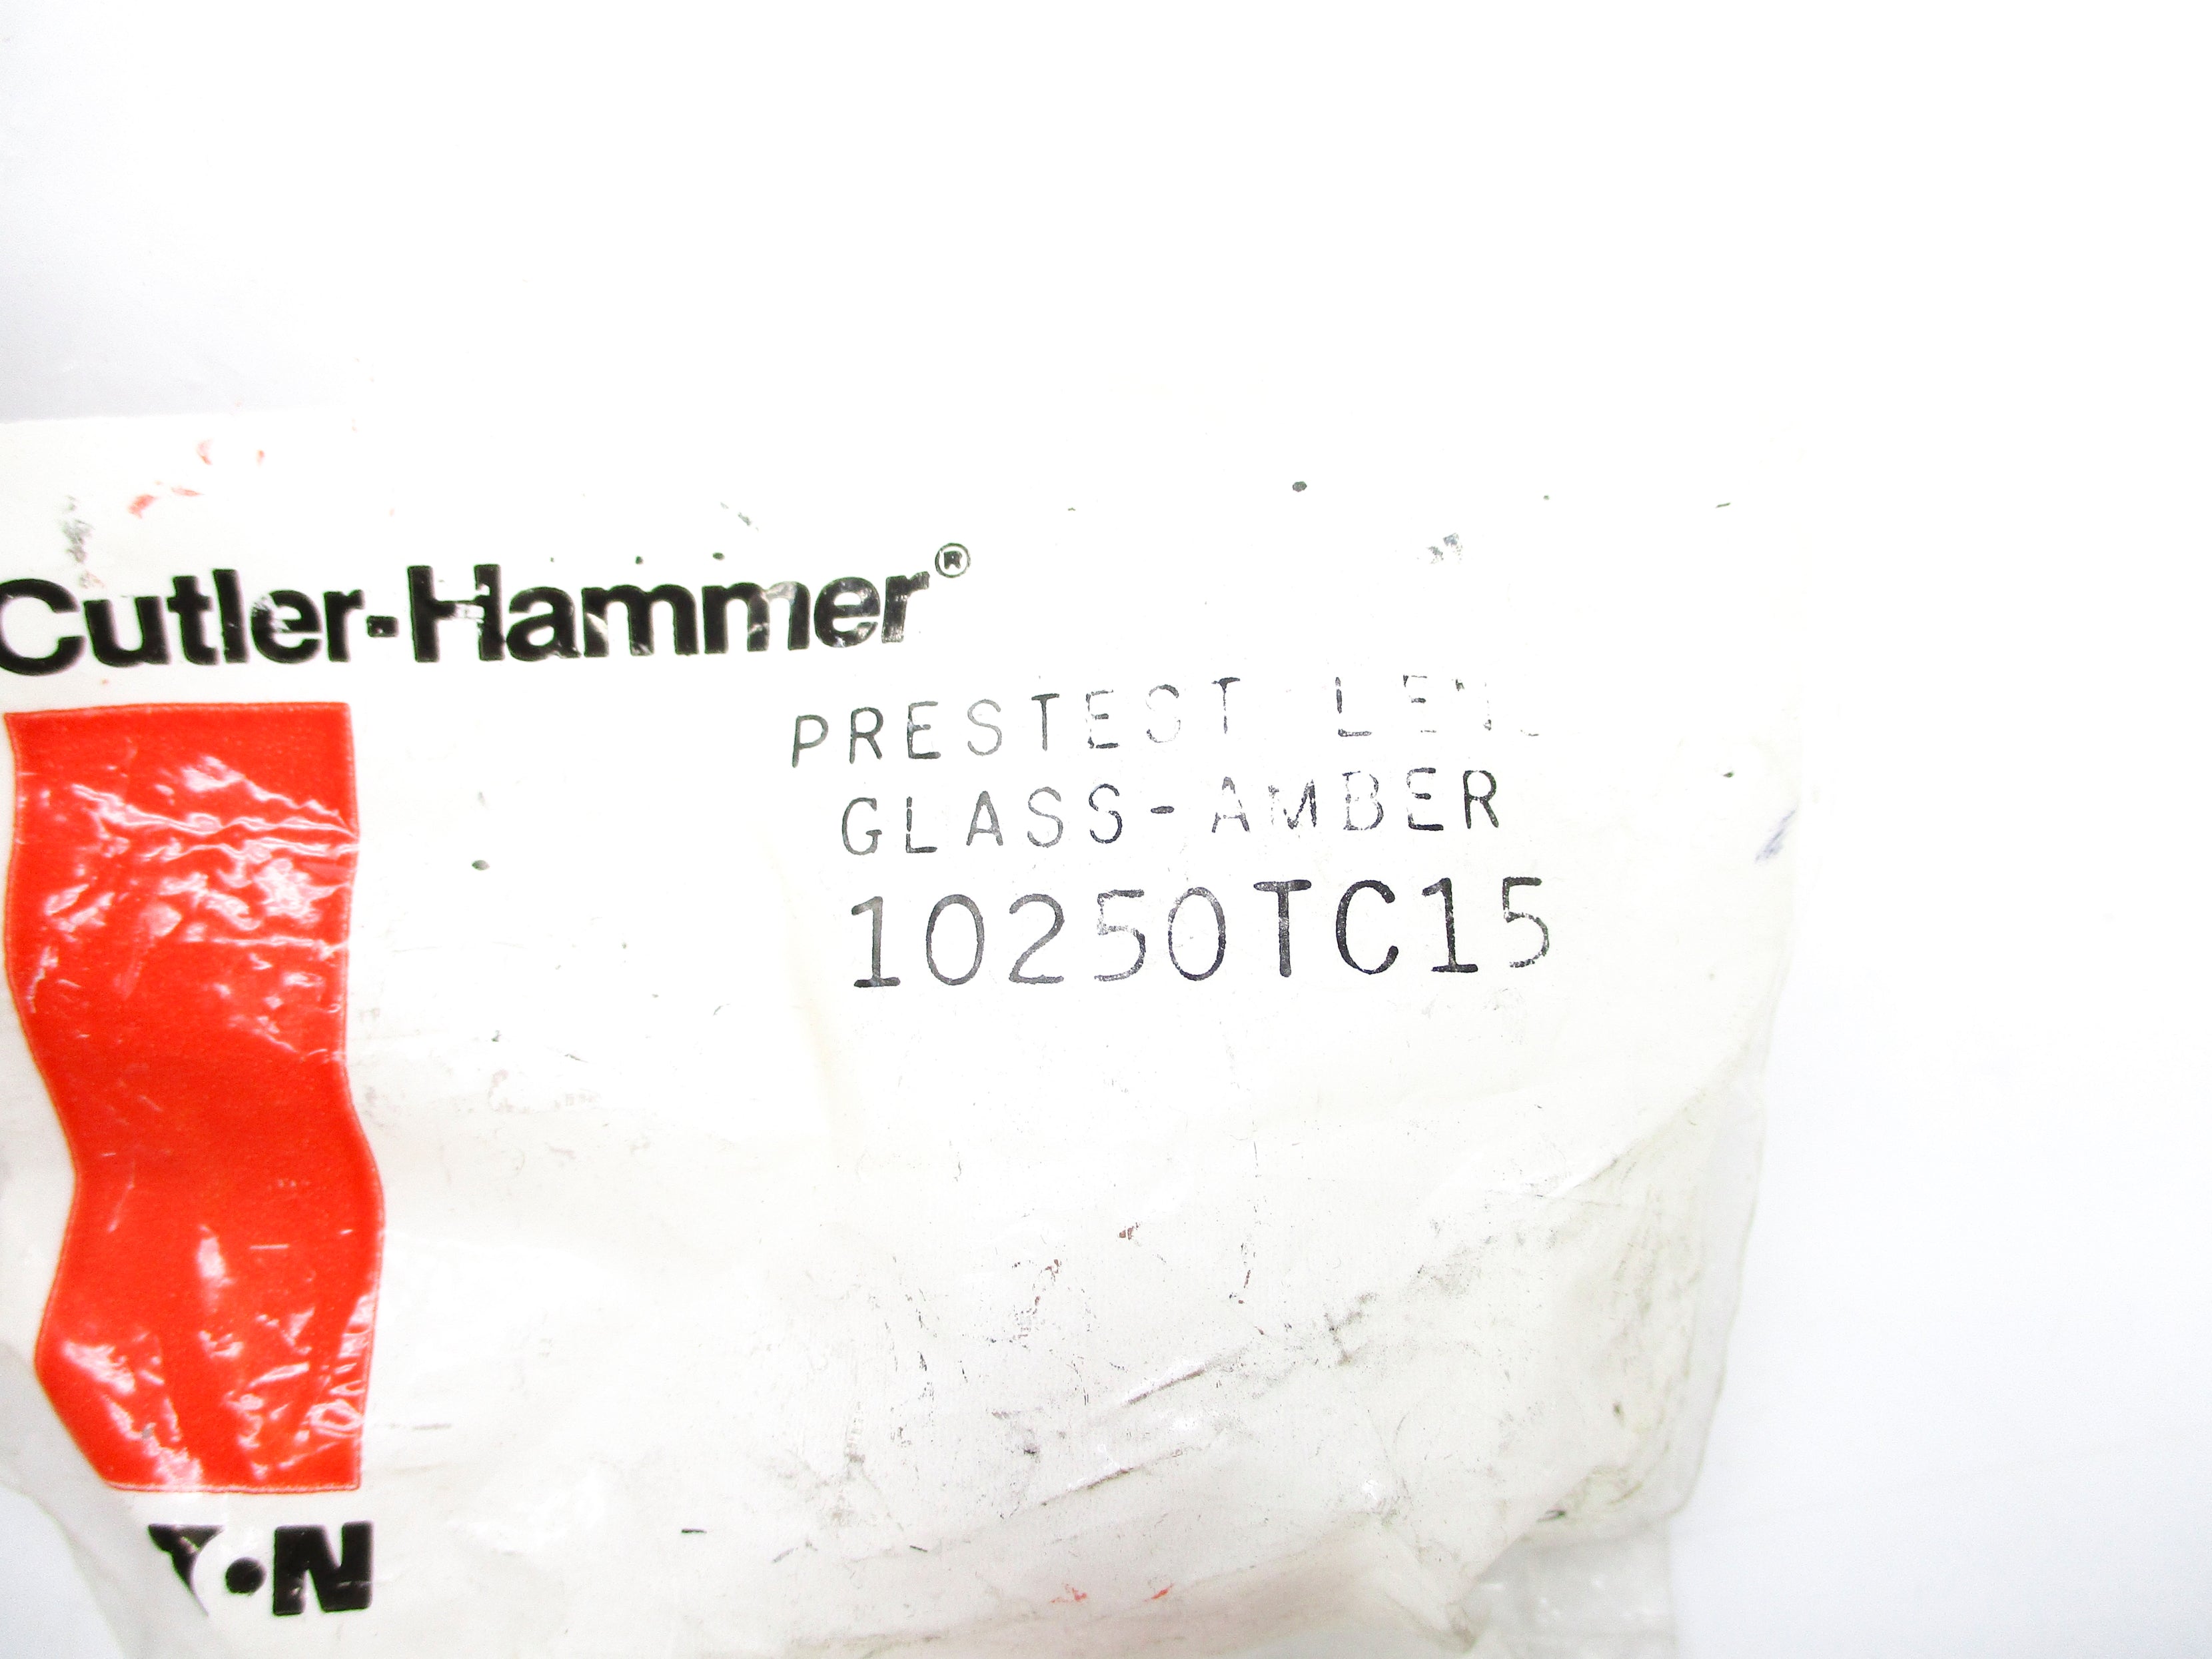 Cutler-Hammer®
PRESTEST
GLASS-AMBER
10250TC15